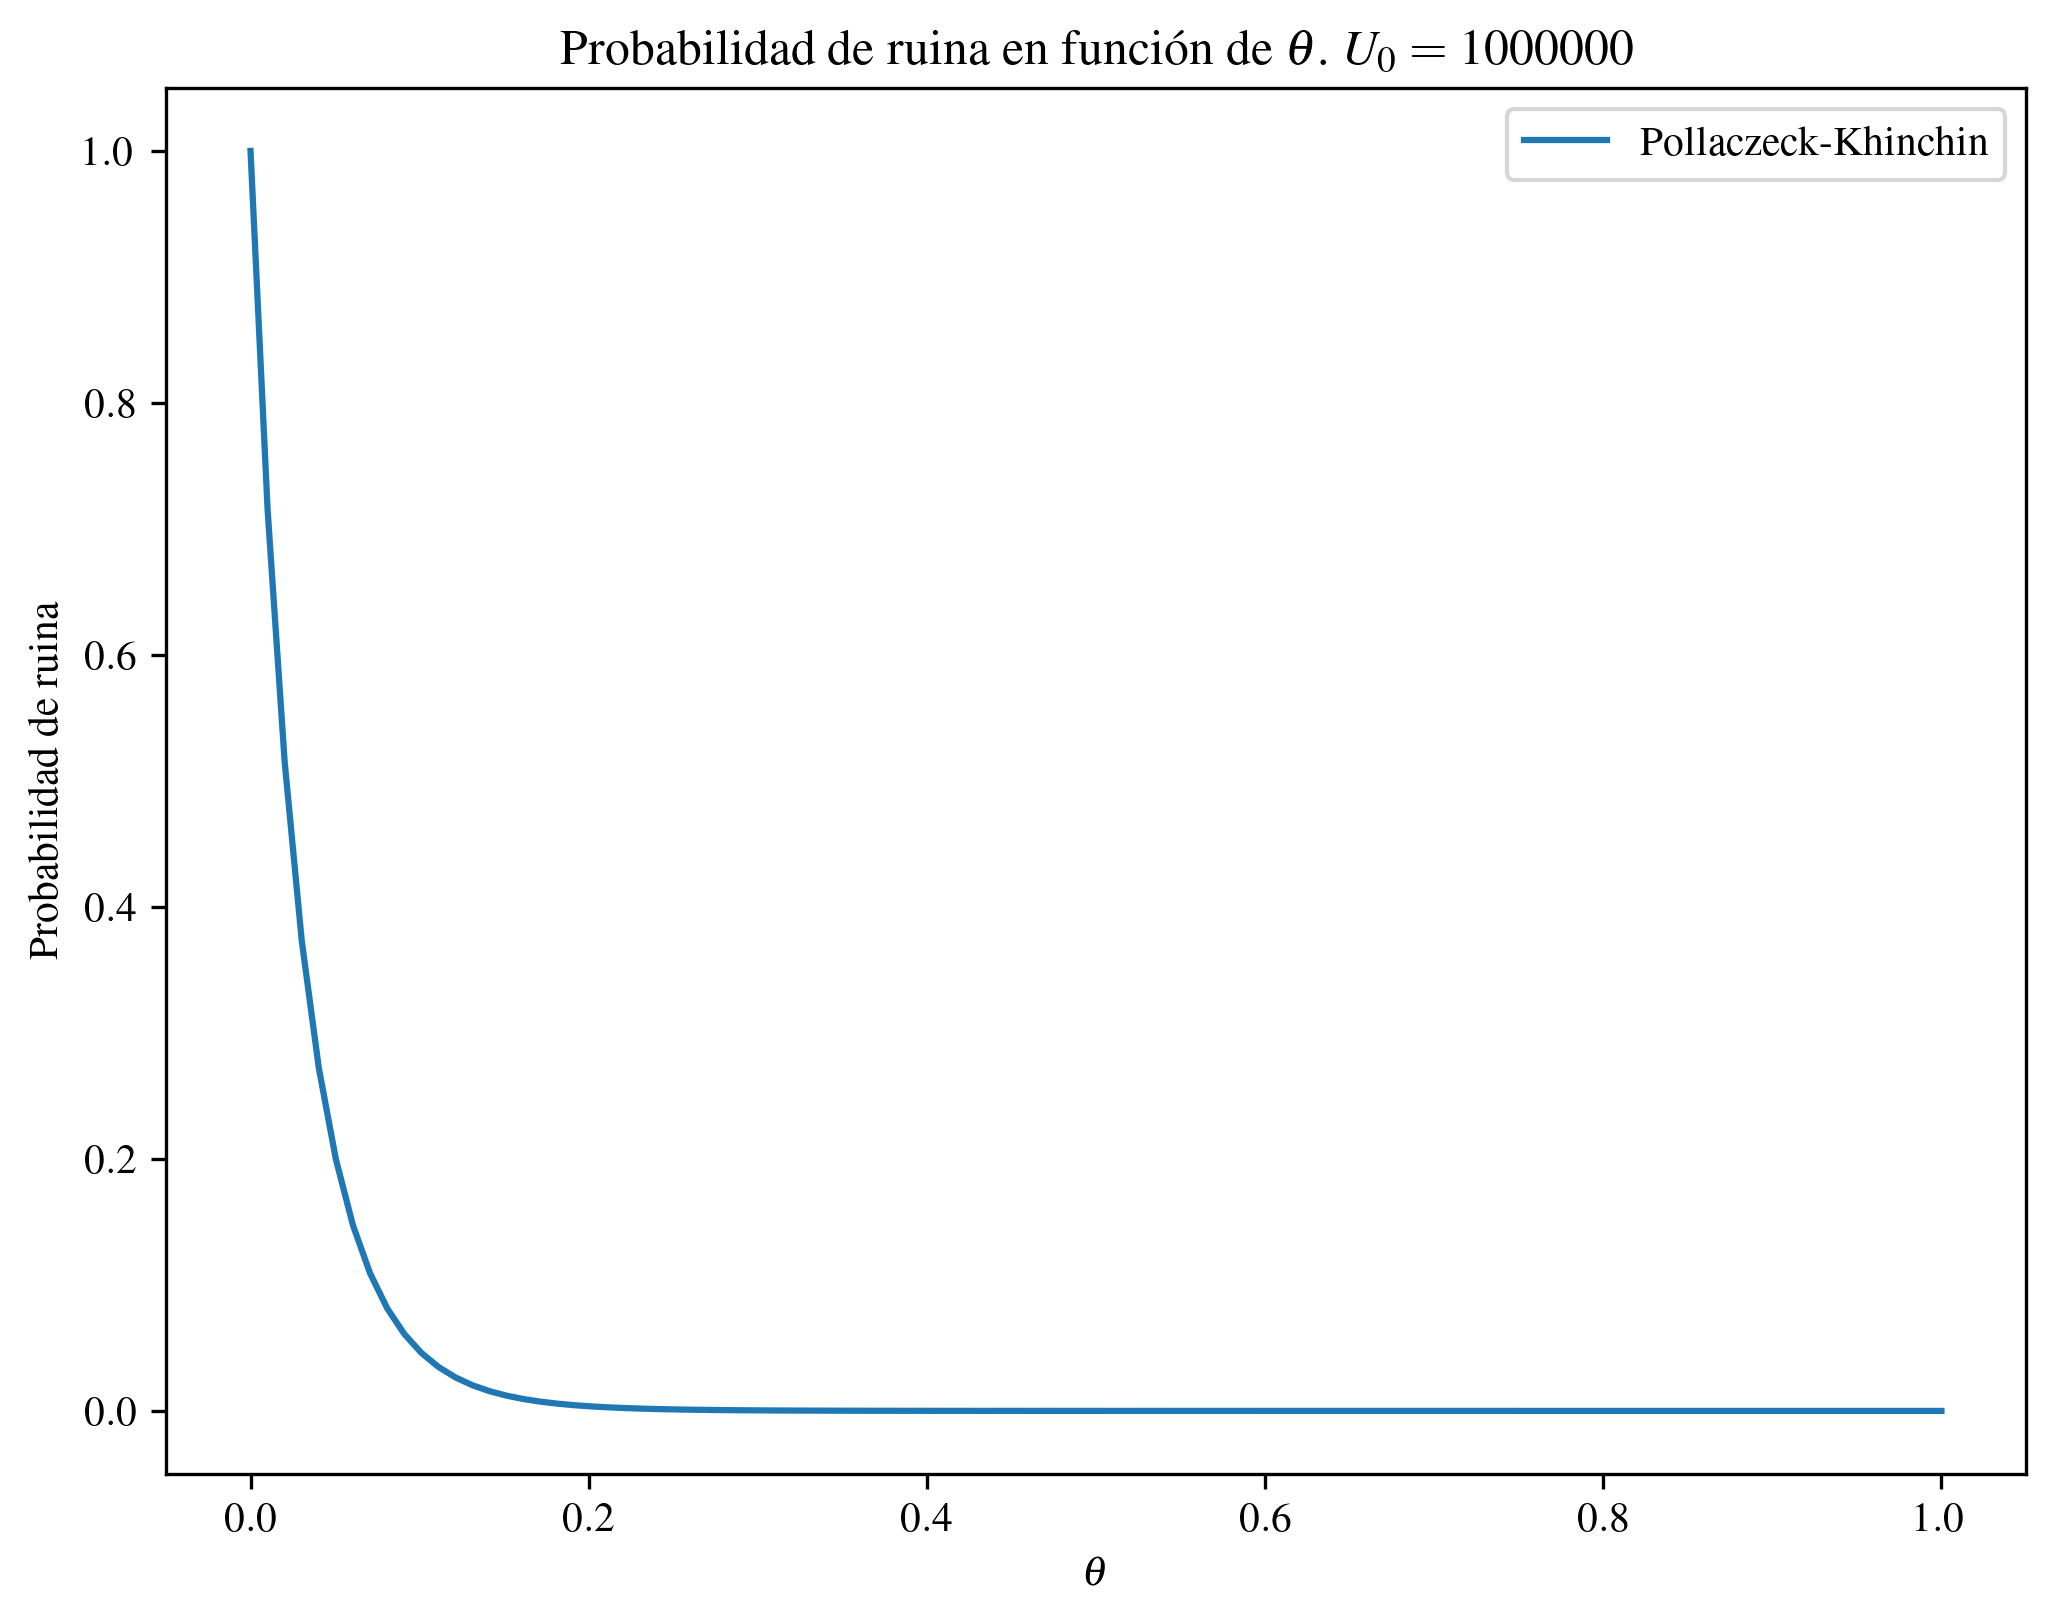 Probabilidad de ruina en función de θ. U₀ = 1000000
Pollaczeck-Khinchin
Probabilidad de ruina
1.0
0.8
0.6
0.4
0.2
0.0
0.0 0.2 0.4 0.6 0.8 1.0
θ